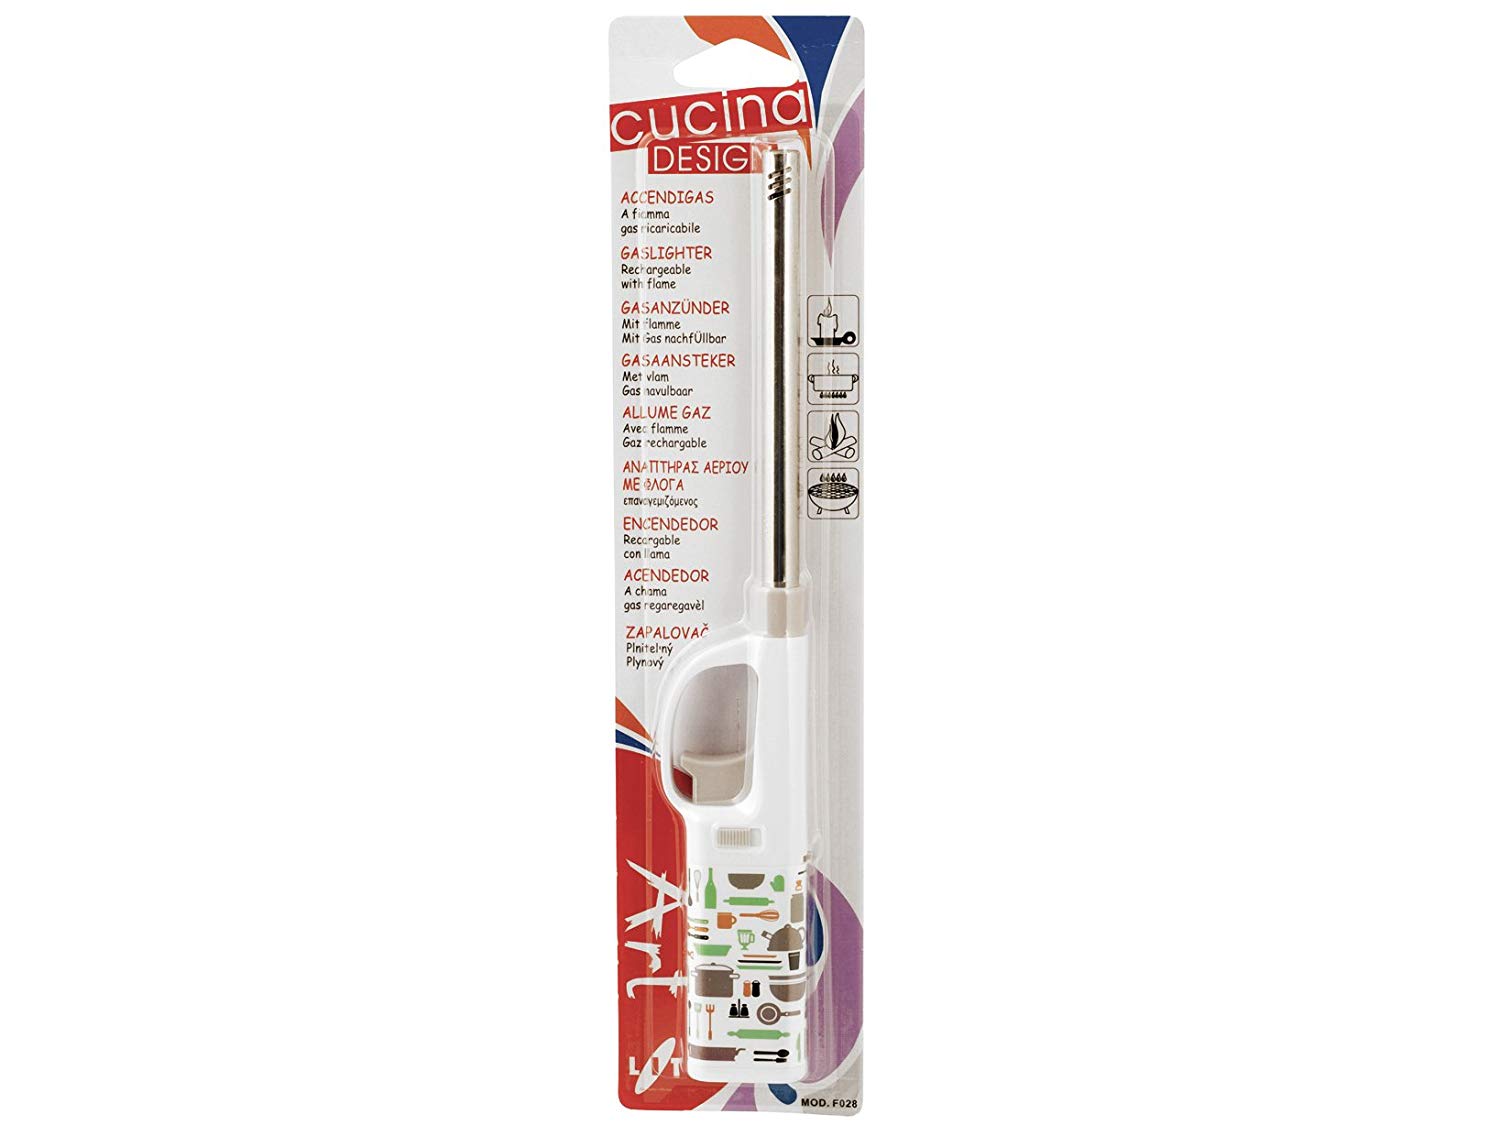 cucina
DESIGN
ACCENDIGAS
A fiamma
gas ricaricabile
GASLIGHTER
Rechargeable
with flame
GASANZÜNDER
Mit flamme
Mit Gas nachfÜllbar
GASAANSTEKER
Met vlam
Gas navulbaar
ALLUME GAZ
Avec flamme
Gaz rechargable
ΑΝΑΠΤΗΡΑΣ ΑΕΡΙΟΥ
ΜΕ ΦΛΟΓΑ
επαναγεμιζόμενος
ENCENDEDOR
Recargable
con llama
ACENDEDOR
A chama
gas regaregavèl
ZAPALOVAČ
Plnitelný
Plynový
Art
LIT
MOD. F028